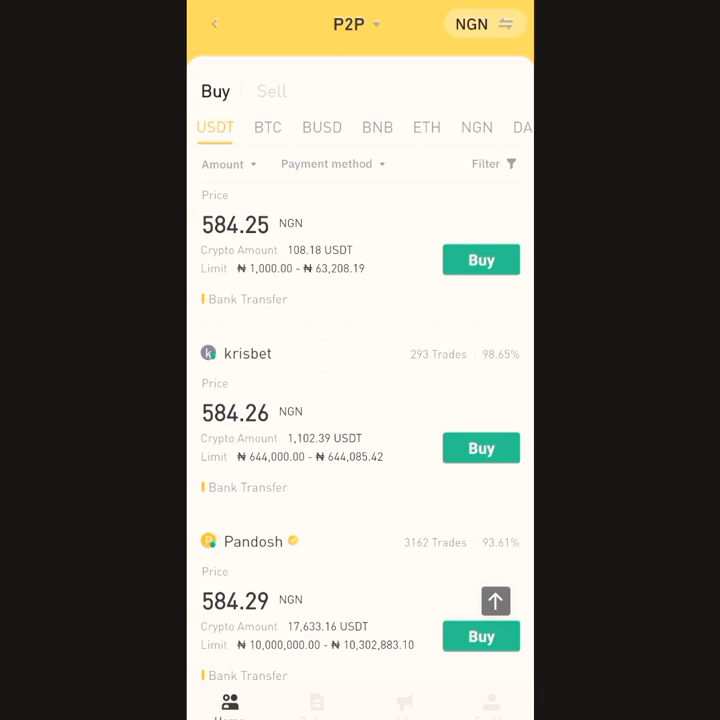 P2P
NGN
Buy Sell
USDT BTC BUSD BNB ETH NGN DA
Amount Payment method Filter
Price
584.25 NGN
Crypto Amount 108.18 USDT
Limit ₦ 1,000.00 - ₦ 63,208.19
Buy
Bank Transfer
k krisbet 293 Trades 98.65%
Price
584.26 NGN
Crypto Amount 1,102.39 USDT
Limit ₦ 644,000.00 - ₦ 644,085.42
Buy
Bank Transfer
P Pandosh 3162 Trades 93.61%
Price
584.29 NGN
Crypto Amount 17,633.16 USDT
Limit ₦ 10,000,000.00 - ₦ 10,302,883.10
Buy
Bank Transfer